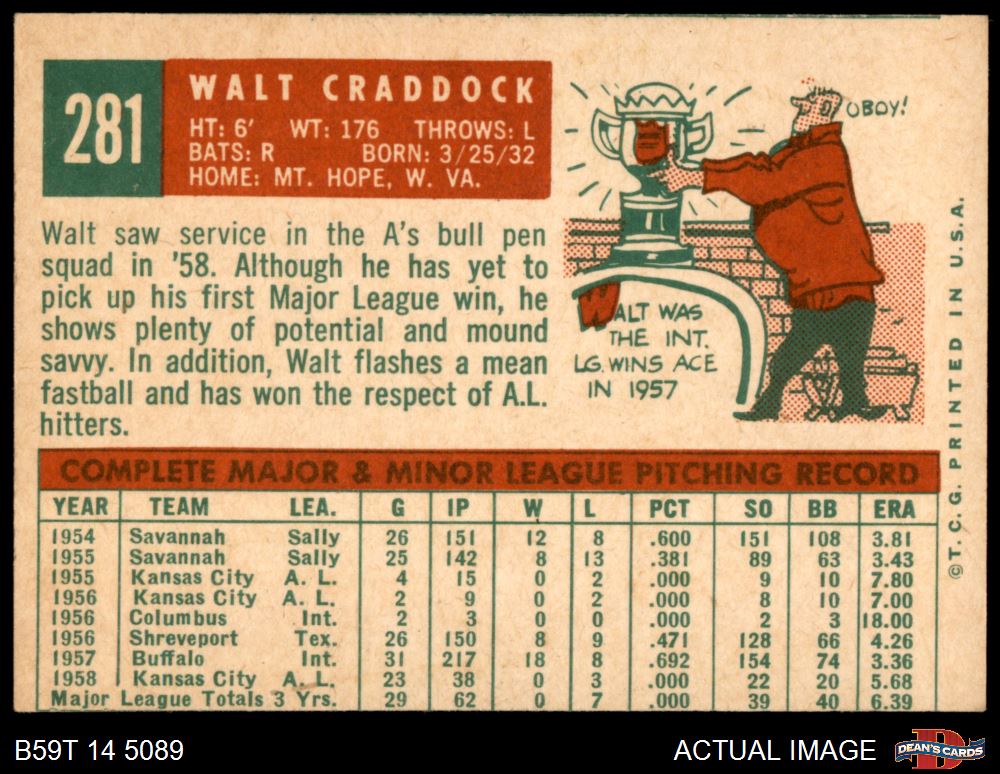 281
WALT CRADDOCK
HT: 6' WT: 176 THROWS: L
BATS: R BORN: 3/25/32
HOME: MT. HOPE, W. VA.
OBOY!
Walt saw service in the A's bull pen
squad in '58. Although he has yet to
pick up his first Major League win, he
shows plenty of potential and mound
savvy. In addition, Walt flashes a mean
fastball and has won the respect of A.L.
hitters.
WALT WAS
THE INT.
LG. WINS ACE
IN 1957
COMPLETE MAJOR & MINOR LEAGUE PITCHING RECORD
YEAR TEAM LEA. G IP W L PCT SO BB ERA
1954 Savannah Sally 26 151 12 8 .600 151 108 3.81
1955 Savannah Sally 25 142 8 13 .381 89 63 3.43
1955 Kansas City A. L. 4 15 0 2 .000 9 10 7.80
1956 Kansas City A. L. 2 9 0 2 .000 8 10 7.00
1956 Columbus Int. 2 3 0 0 .000 2 3 18.00
1956 Shreveport Tex. 26 150 8 9 .471 128 66 4.26
1957 Buffalo Int. 31 217 18 8 .692 154 74 3.36
1958 Kansas City A. L. 23 38 0 3 .000 22 20 5.68
Major League Totals 3 Yrs. 29 62 0 7 .000 39 40 6.39
© T. C. G. PRINTED IN U.S.A.
B59T 14 5089
ACTUAL IMAGE
D
DEAN'S CARDS